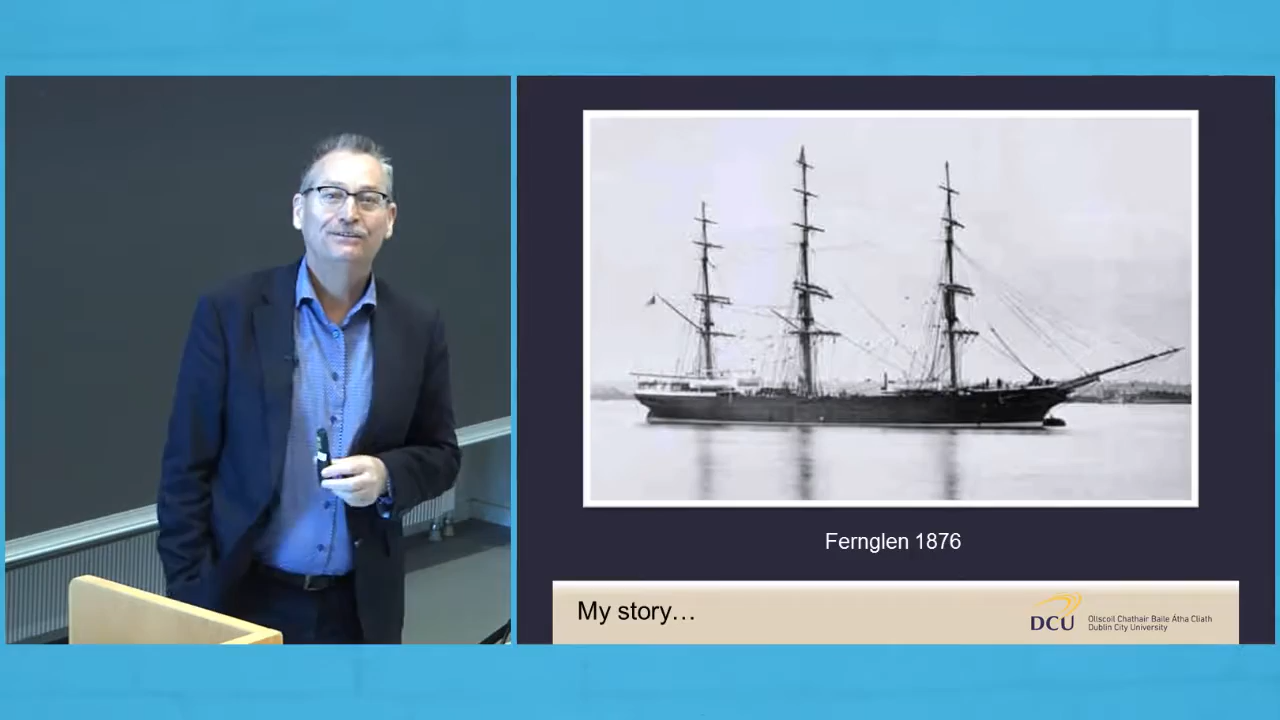 Fernglen 1876
My story…
DCU
Ollscoil Chathair Baile Átha Cliath
Dublin City University